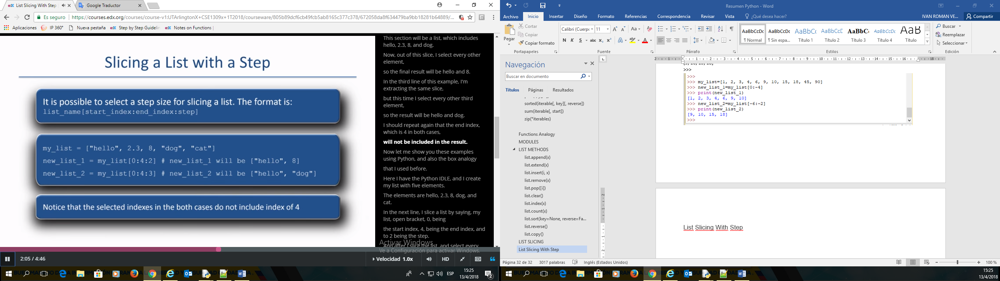 List Slicing With Step
Google Traductor
Es seguro
https://courses.edx.org/courses/course-v1:UTArlingtonX+CSE1309x+1T2018/courseware/805b89dcf6cb49fcb5ab8165c377c378/672058da8f634479ba9bb18281b64889/...
Aplicaciones
IP 360°
Nueva pestaña
Step by Step Guidelin
Notes on Functions |
Slicing a List with a Step
It is possible to select a step size for slicing a list. The format is:
list_name[start_index:end_index:step]
my_list = ["hello", 2.3, 8, "dog", "cat"]
new_list_1 = my_list[0:4:2] # new_list_1 will be ["hello", 8]
new_list_2 = my_list[0:4:3] # new_list_2 will be ["hello", "dog"]
Notice that the selected indexes in the both cases do not include index of 4
This section will be a list, which includes
hello, 2.3, 8, and dog.
Now, out of this slice, I select every other
element,
so the final result will be hello and 8.
In the third line of this example, I'm
extracting the same slice,
but this time I select every other third
element,
so the result will be hello and dog.
I should repeat again that the end index,
which is 4 in both cases,
will not be included in the result.
Now let me show you these examples
using Python, and also the box analogy
that I used before.
Here I have the Python IDLE, and I create
my list with five elements.
The elements are hello, 2.3, 8, dog, and
cat.
In the next line, I slice a list by saying, my
list, open bracket, 0, being
the start index, 4, being the end index, and
to 2 being the step.
And after I slice the list, and select every
Activar Windows
Ve a Configuración para activar Windows.
2:05 / 4:46
Velocidad 1.0x
HD
ESP
15:25
13/4/2018
2
Resumen Python - Word
Archivo
Inicio
Insertar
Diseño
Formato
Referencias
Correspondencia
Revisar
Vista
¿Qué desea hacer?
IVAN ROMAN VE...
Compartir
Pegar
Cortar
Copiar
Copiar formato
Portapapeles
Calibri (Cuerpo
11
N K S abc x₂ x²
Fuente
Párrafo
AaBbCcDc
¶ Normal
AaBbCcDc
¶ Sin espa...
AaBbC(
Título 1
AaBbCcE
Título 2
AaBbC
Título 3
AaBbCcDc
Título 4
AaB
Título
Estilos
Buscar
Reemplazar
Seleccionar
Edición
Navegación
Buscar en documento
Títulos
Páginas
Resultados
sorted(iterable[, key][, reverse])
sum(iterable[, start])
zip(*iterables)
Functions Analogy
MODULES
LIST METHODS
list.append(x)
list.extend(x)
list.insert(i, x)
list.remove(x)
list.pop([i])
list.clear()
list.index(x)
list.count(x)
list.sort(key=None, reverse=Fa...
list.reverse()
list.copy()
LIST SLICING
List Slicing With Step
>>>
>>>
>>> my_list=[1, 2, 3, 4, 6, 9, 10, 15, 18, 45, 90]
>>> new_list_1=my_list[0:-4]
>>> print(new_list_1)
[1, 2, 3, 4, 6, 9, 10]
>>> new_list_2=my_list[-6:-2]
>>> print(new_list_2)
[9, 10, 15, 18]
>>>
List Slicing With Step
Página 32 de 32
3017 palabras
Inglés (Estados Unidos)
100 %
15:25
13/4/2018